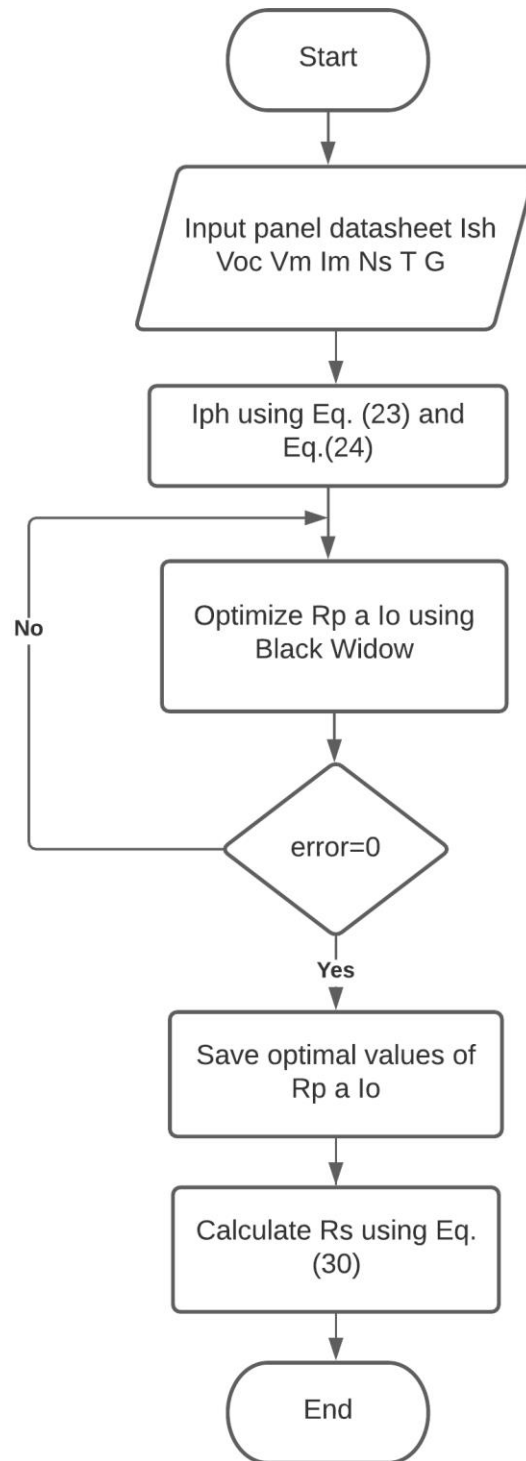 Start
Input panel datasheet Ish
Voc Vm Im Ns T G
Iph using Eq. (23) and
Eq.(24)
No
Optimize Rp a Io using
Black Widow
error=0
Yes
Save optimal values of
Rp a Io
Calculate Rs using Eq.
(30)
End